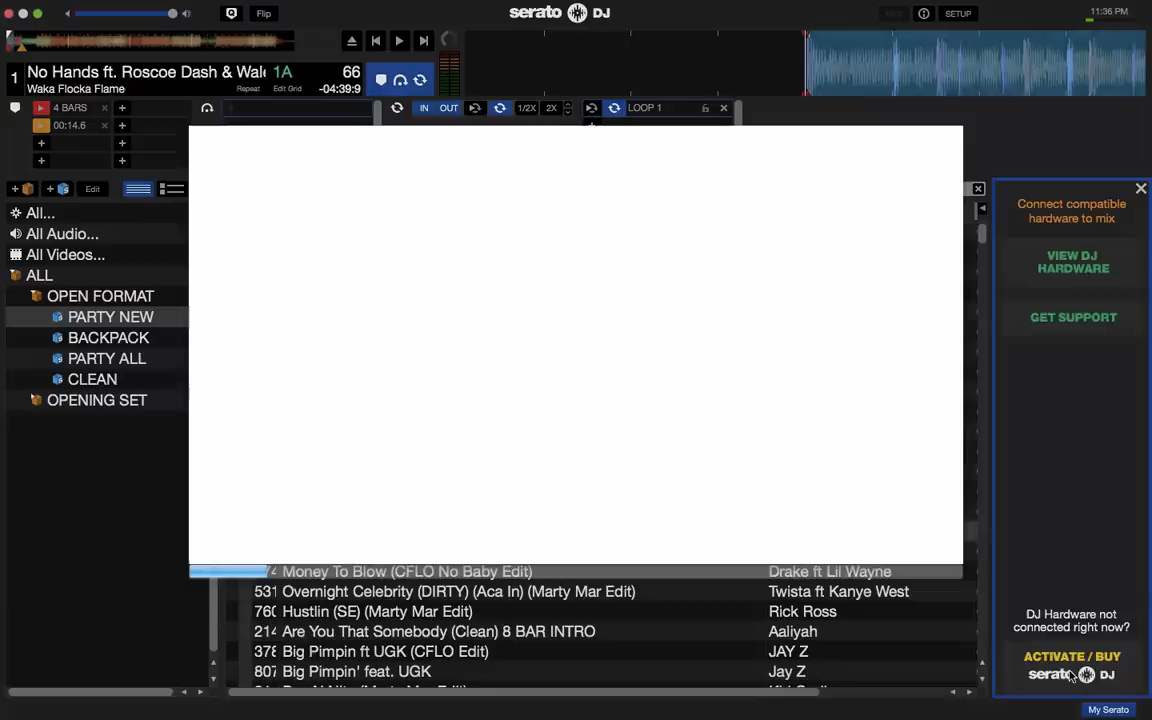 Flip
serato DJ
SETUP
11:36 PM
1
No Hands ft. Roscoe Dash & Wal
1A
66
Waka Flocka Flame
Repeat
Edit Grid
-04:39:9
4 BARS
IN
OUT
1/2X
2X
LOOP 1
00:14.6
Edit
All...
All Audio...
All Videos...
ALL
OPEN FORMAT
PARTY NEW
BACKPACK
PARTY ALL
CLEAN
OPENING SET
Connect compatible
hardware to mix
VIEW DJ
HARDWARE
GET SUPPORT
Money To Blow (CFLO No Baby Edit) Drake ft Lil Wayne
531 Overnight Celebrity (DIRTY) (Aca In) (Marty Mar Edit) Twista ft Kanye West
760 Hustlin (SE) (Marty Mar Edit) Rick Ross
214 Are You That Somebody (Clean) 8 BAR INTRO Aaliyah
378 Big Pimpin ft UGK (CFLO Edit) JAY Z
807 Big Pimpin' feat. UGK Jay Z
DJ Hardware not
connected right now?
ACTIVATE / BUY
serato DJ
My Serato